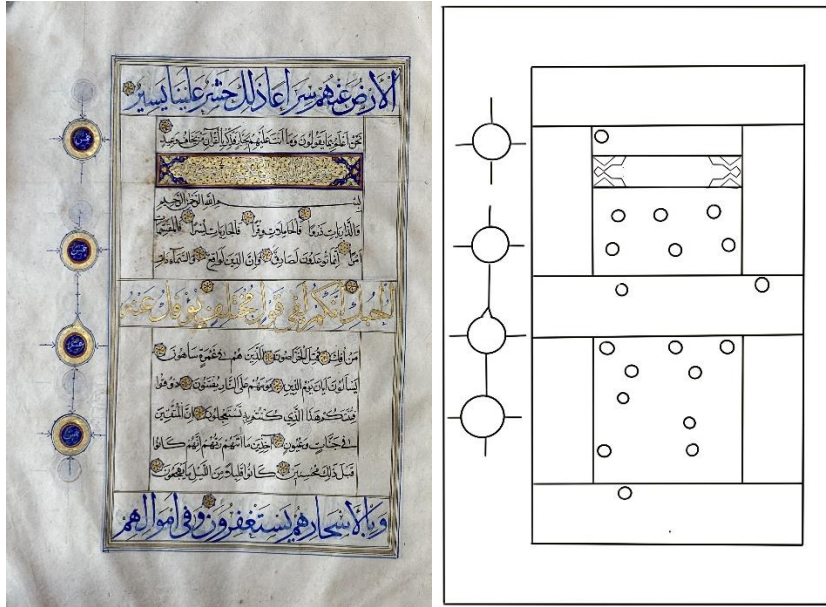 الأرض عنهم سراعا ذلك حشر علينا يسير
نحن أعلم بما يقولون وما أنت عليهم بجبار فذكر بالقرآن من يخاف وعيد
بسم الله الرحمن الرحيم
والذاريات ذروا فالحاملات وقرا فالجاريات يسرا فالمقسمات
أمرا إنما توعدون لصادق وإن الدين لواقع والسماء ذات
الحبك إنكم لفي قول مختلف يؤفك عنه
من أفك قتل الخراصون الذين هم في غمرة ساهون
يسألون أيان يوم الدين يوم هم على النار يفتنون ذوقوا
فتنتكم هذا الذي كنتم به تستعجلون إن المتقين
في جنات وعيون آخذين ما آتاهم ربهم إنهم كانوا
قبل ذلك محسنين كانوا قليلا من الليل ما يهجعون
وبالأسحار هم يستغفرون وفي أموالهم